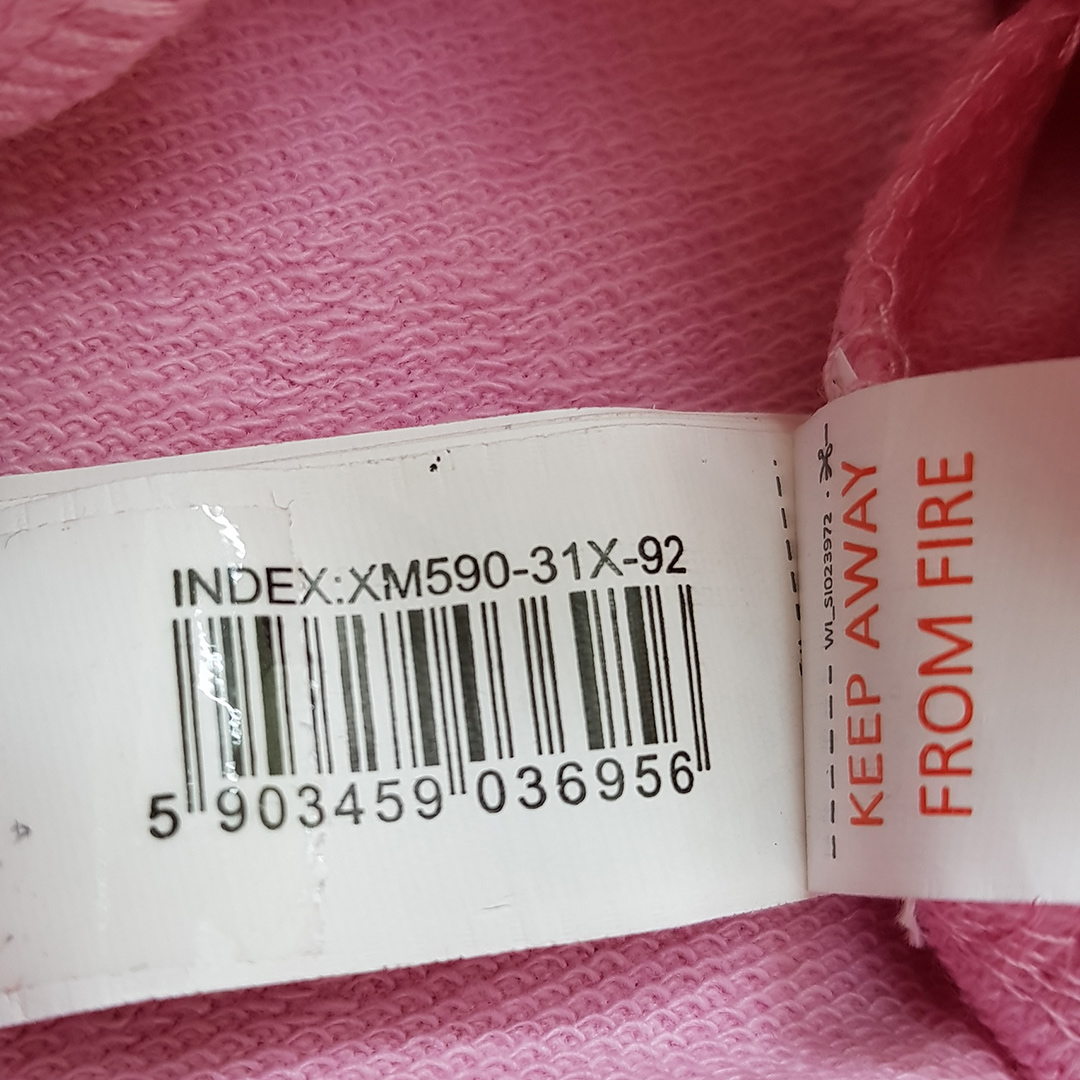 INDEX:XM590-31X-92
5 903459 036956
WI_SI023972
KEEP AWAY
FROM FIRE